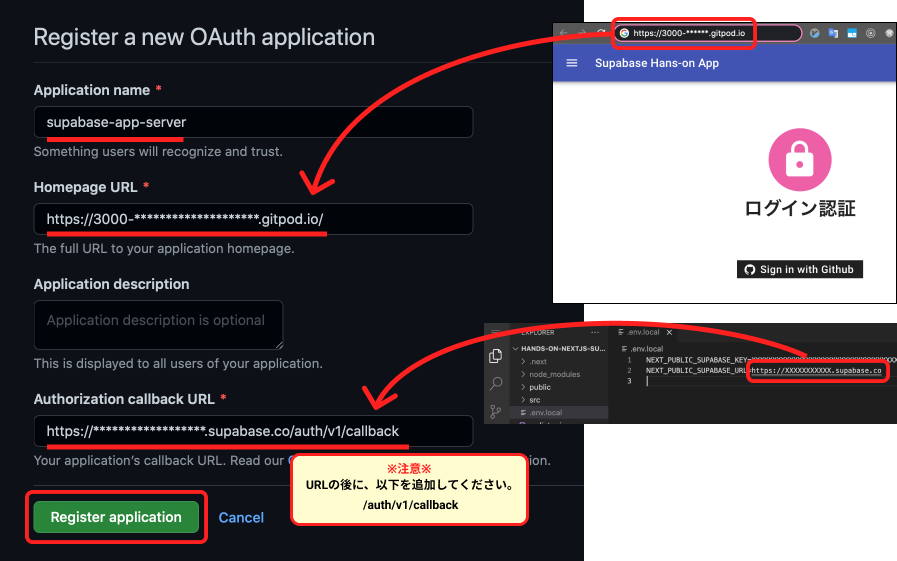 Register a new OAuth application
Application name *
supabase-app-server
Something users will recognize and trust.
Homepage URL *
https://3000-********************.gitpod.io/
The full URL to your application homepage.
Application description
Application description is optional
This is displayed to all users of your application.
Authorization callback URL *
https://******************.supabase.co/auth/v1/callback
Your application's callback URL. Read our
on.
※注意※
URLの後に、以下を追加してください。
/auth/v1/callback
Register application
Cancel
https://3000-******.gitpod.io
Supabase Hans-on App
ログイン認証
Sign in with Github
EXPLORER
HANDS-ON-NEXTJS-SU...
.next
node_modules
public
src
.env.local
.env.local
.env.local
1 NEXT_PUBLIC_SUPABASE_KEY=
2 NEXT_PUBLIC_SUPABASE_URL=https://XXXXXXXXXXX.supabase.co
3